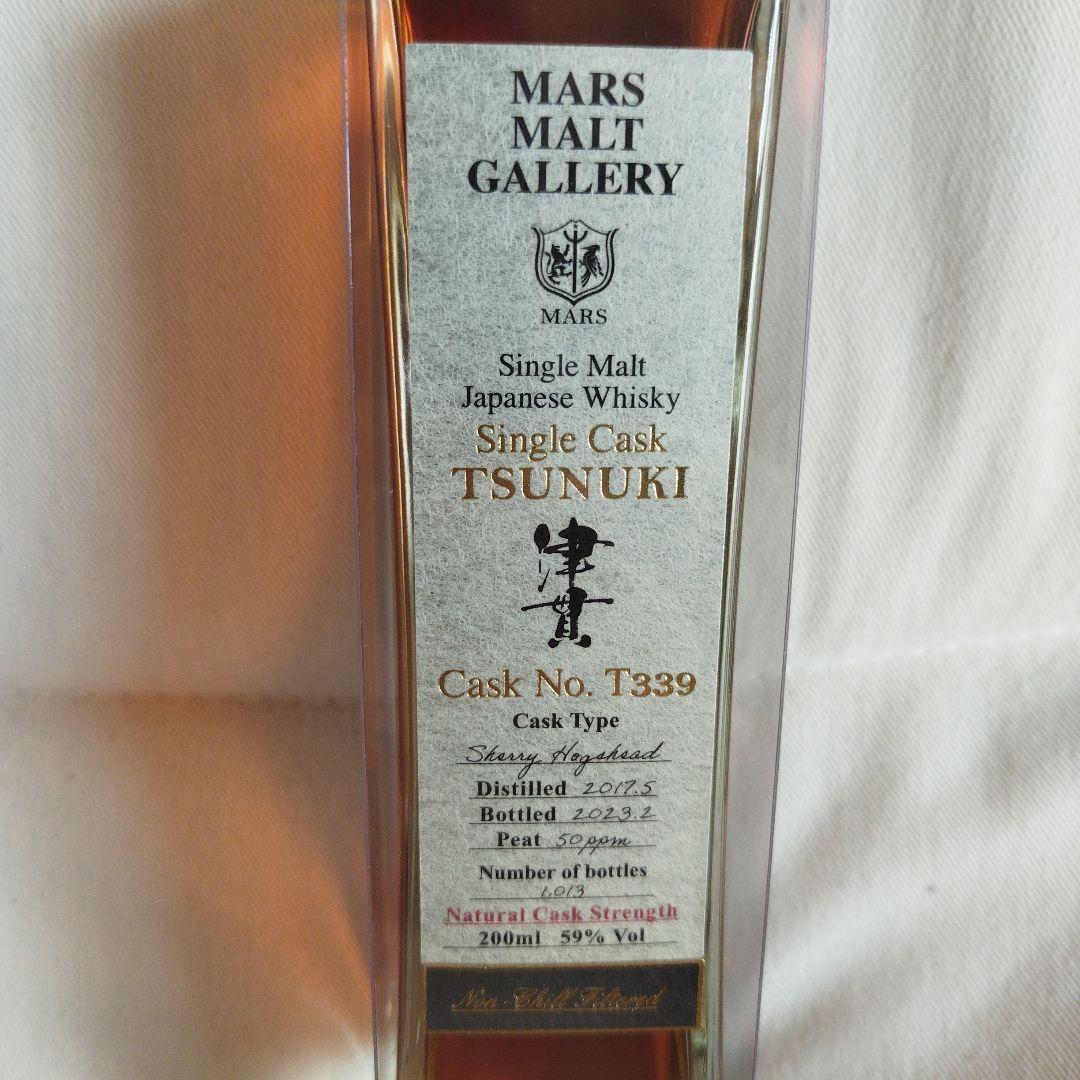 MARS
MALT
GALLERY
MARS
Single Malt
Japanese Whisky
Single Cask
TSUNUKI
津貫
Cask No. T339
Cask Type
Sherry Hogshead
Distilled 2017.5
Bottled 2023.2
Peat 50ppm
Number of bottles
1,013
Natural Cask Strength
200ml 59% Vol
Non-Chill Filtered